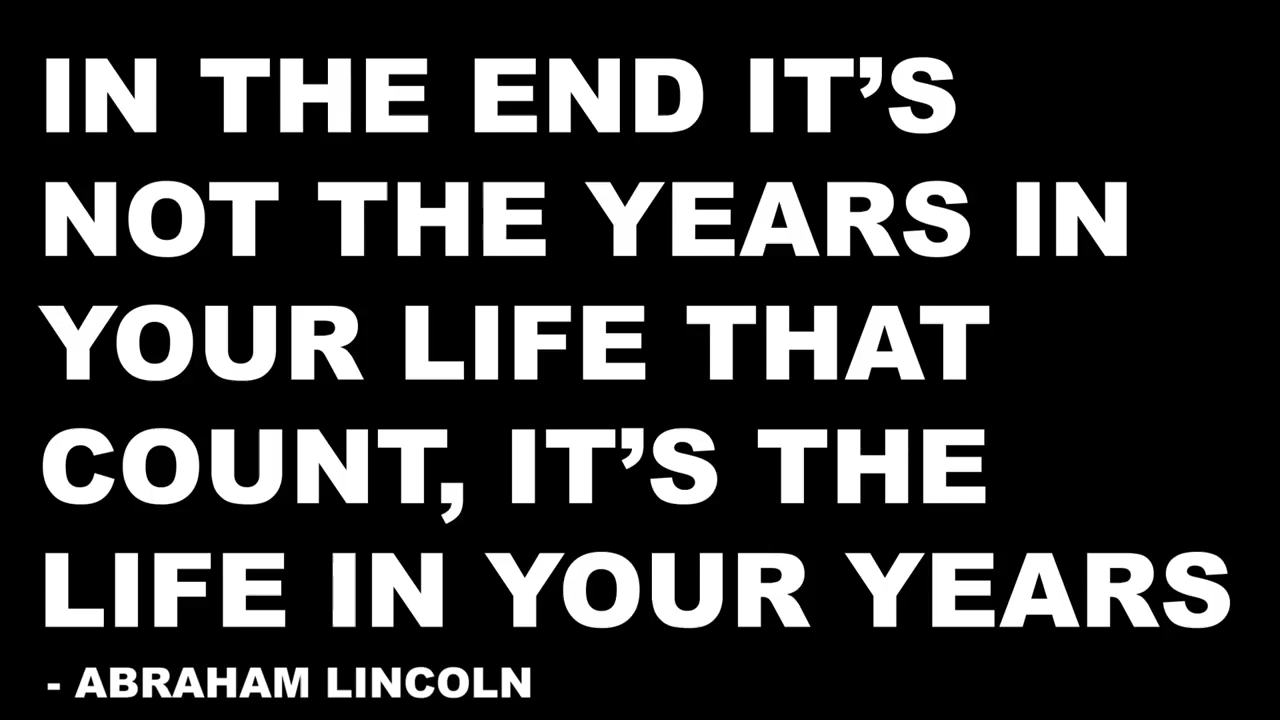 IN THE END IT’S
NOT THE YEARS IN
YOUR LIFE THAT
COUNT, IT’S THE
LIFE IN YOUR YEARS
- ABRAHAM LINCOLN